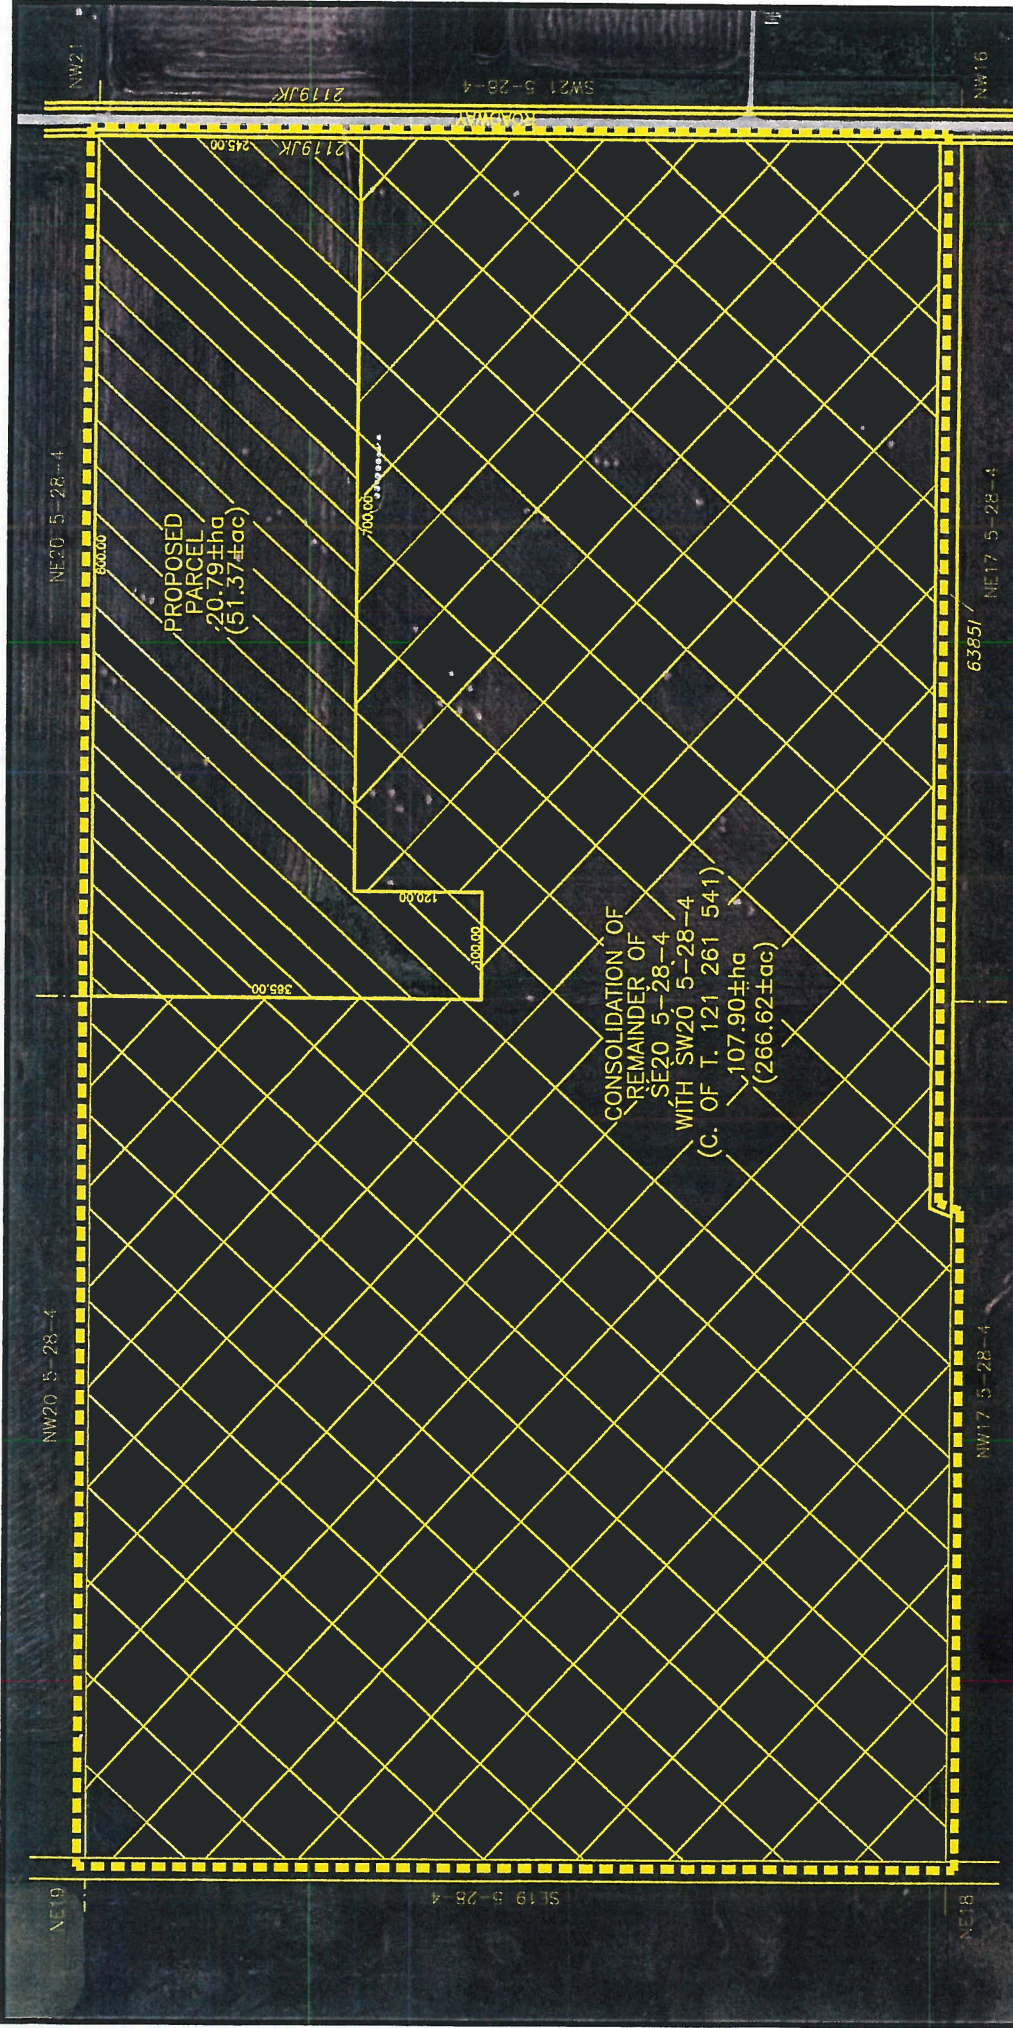 NW21
2119JK
SW21 5-28-4
NW16
ROADWAY
245.00
2119JK
NE20 5-28-4
800.00
PROPOSED
PARCEL
20.79±ha
(51.37±ac)
700.00
NE17 5-28-4
63851
120.00
100.00
365.00
CONSOLIDATION OF
REMAINDER OF
SE20 5-28-4
WITH SW20 5-28-4
(C. OF T. 121 261 541)
107.90±ha
(266.62±ac)
NW20 5-28-4
NW17 5-28-4
NE19
SE19 5-28-4
NE18